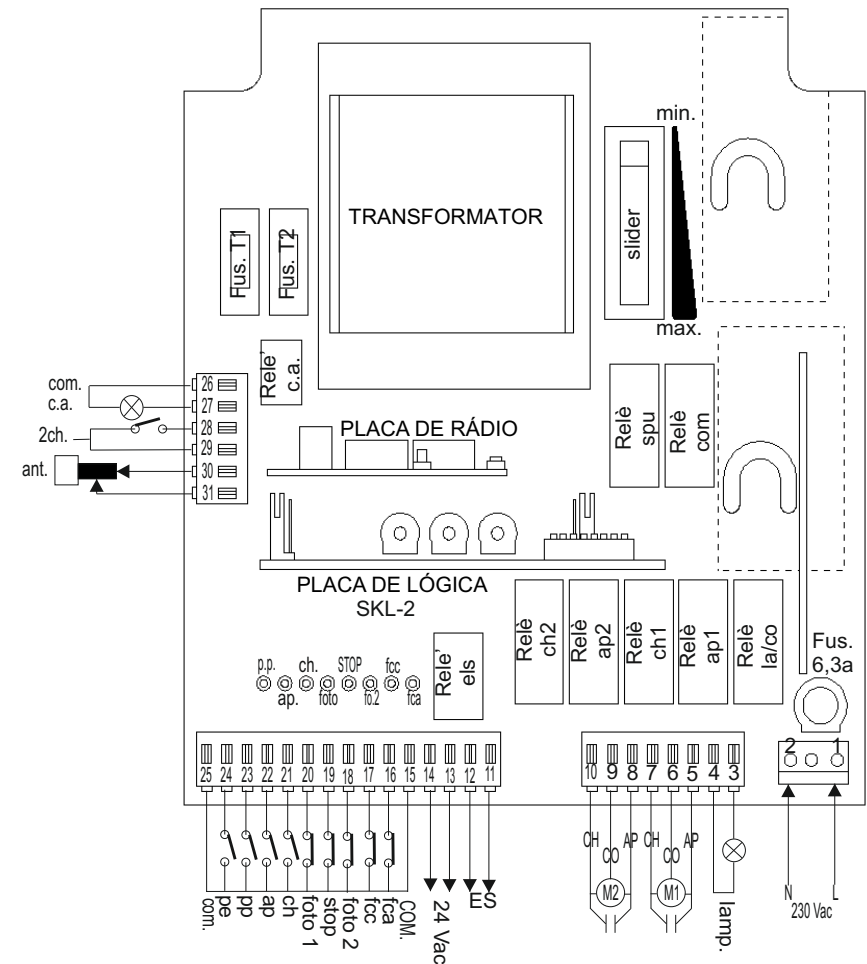 min.
TRANSFORMATOR
slider
Fus. T1
Fus. T2
max.
Rele'
c.a.
com.
c.a.
2ch.
ant.
26
27
28
29
30
31
PLACA DE RÁDIO
Relè
spu
Relè
com
PLACA DE LÓGICA
SKL-2
Relè
ch2
Relè
ap2
Relè
ch1
Relè
ap1
Relè
la/co
Fus.
6,3a
Rele'
els
p.p.
ap.
ch.
foto
STOP
fo.2
fcc
fca
25 24 23 22 21 20 19 18 17 16 15 14 13 12 11
10 9 8 7 6 5 4 3
2 1
CH CO AP CH CO AP
M2
M1
com.
pe
pp
ap
ch
foto 1
stop
foto 2
fcc
fca
COM.
24 Vac
ES
lamp.
N L
230 Vac